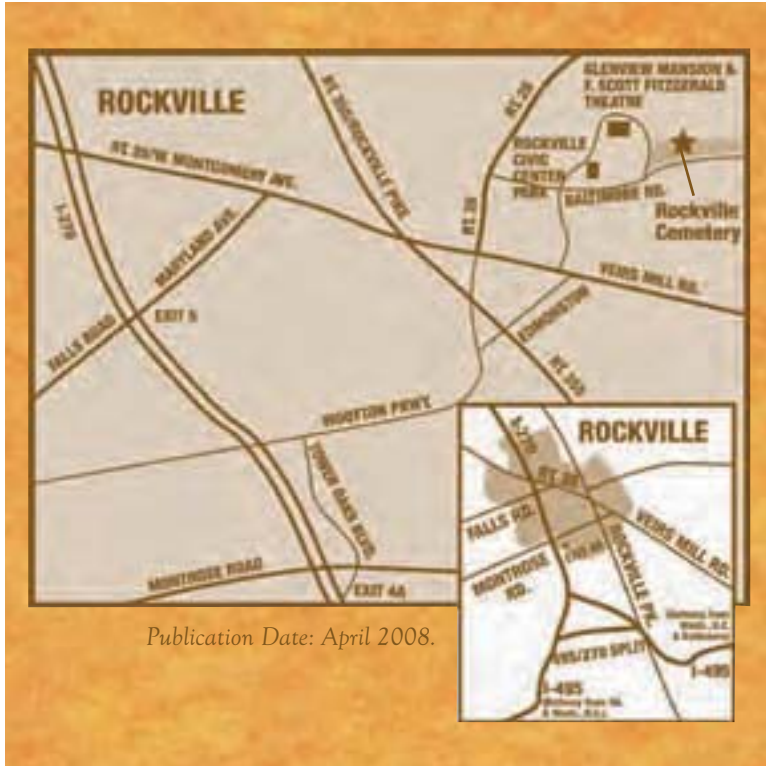 ROCKVILLE
GLENVIEW MANSION &
F. SCOTT FITZGERALD
THEATRE
RT. 28
RT. 355/ROCKVILLE PIKE
ROCKVILLE
CIVIC
CENTER
PARK
BALTIMORE RD.
Rockville
Cemetery
RT. 28/W. MONTGOMERY AVE.
I-270
MARYLAND AVE.
FALLS ROAD
EXIT 5
VEIRS MILL RD.
EDMONSTON
RT. 355
WOOTTON PKWY.
TOWER OAKS BLVD.
MONTROSE ROAD
EXIT 4A
ROCKVILLE
I-270
RT. 28
FALLS RD.
VEIRS MILL RD.
MONTROSE
RD.
ROCKVILLE PK.
495/270 SPLIT
I-495
I-495
Publication Date: April 2008.